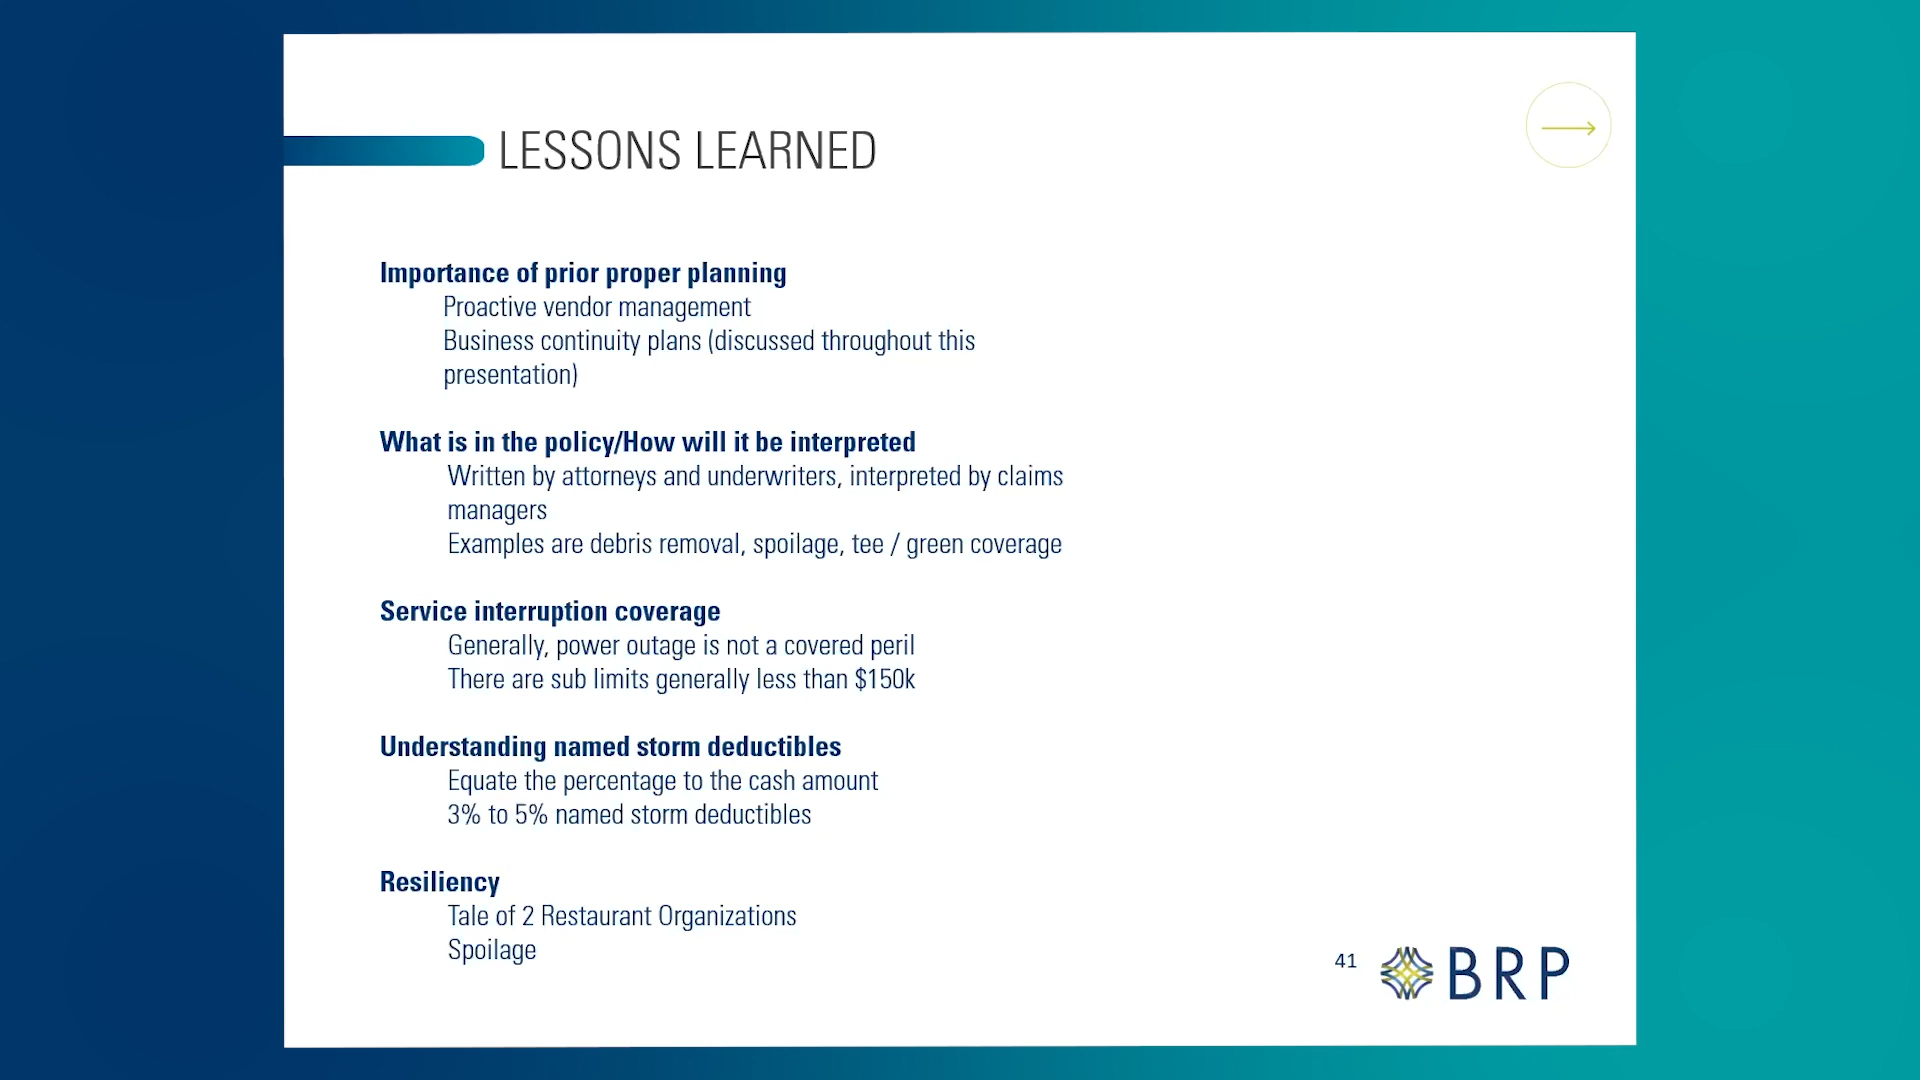 LESSONS LEARNED
Importance of prior proper planning
Proactive vendor management
Business continuity plans (discussed throughout this
presentation)
What is in the policy/How will it be interpreted
Written by attorneys and underwriters, interpreted by claims
managers
Examples are debris removal, spoilage, tee / green coverage
Service interruption coverage
Generally, power outage is not a covered peril
There are sub limits generally less than $150k
Understanding named storm deductibles
Equate the percentage to the cash amount
3% to 5% named storm deductibles
Resiliency
Tale of 2 Restaurant Organizations
Spoilage
41
BRP